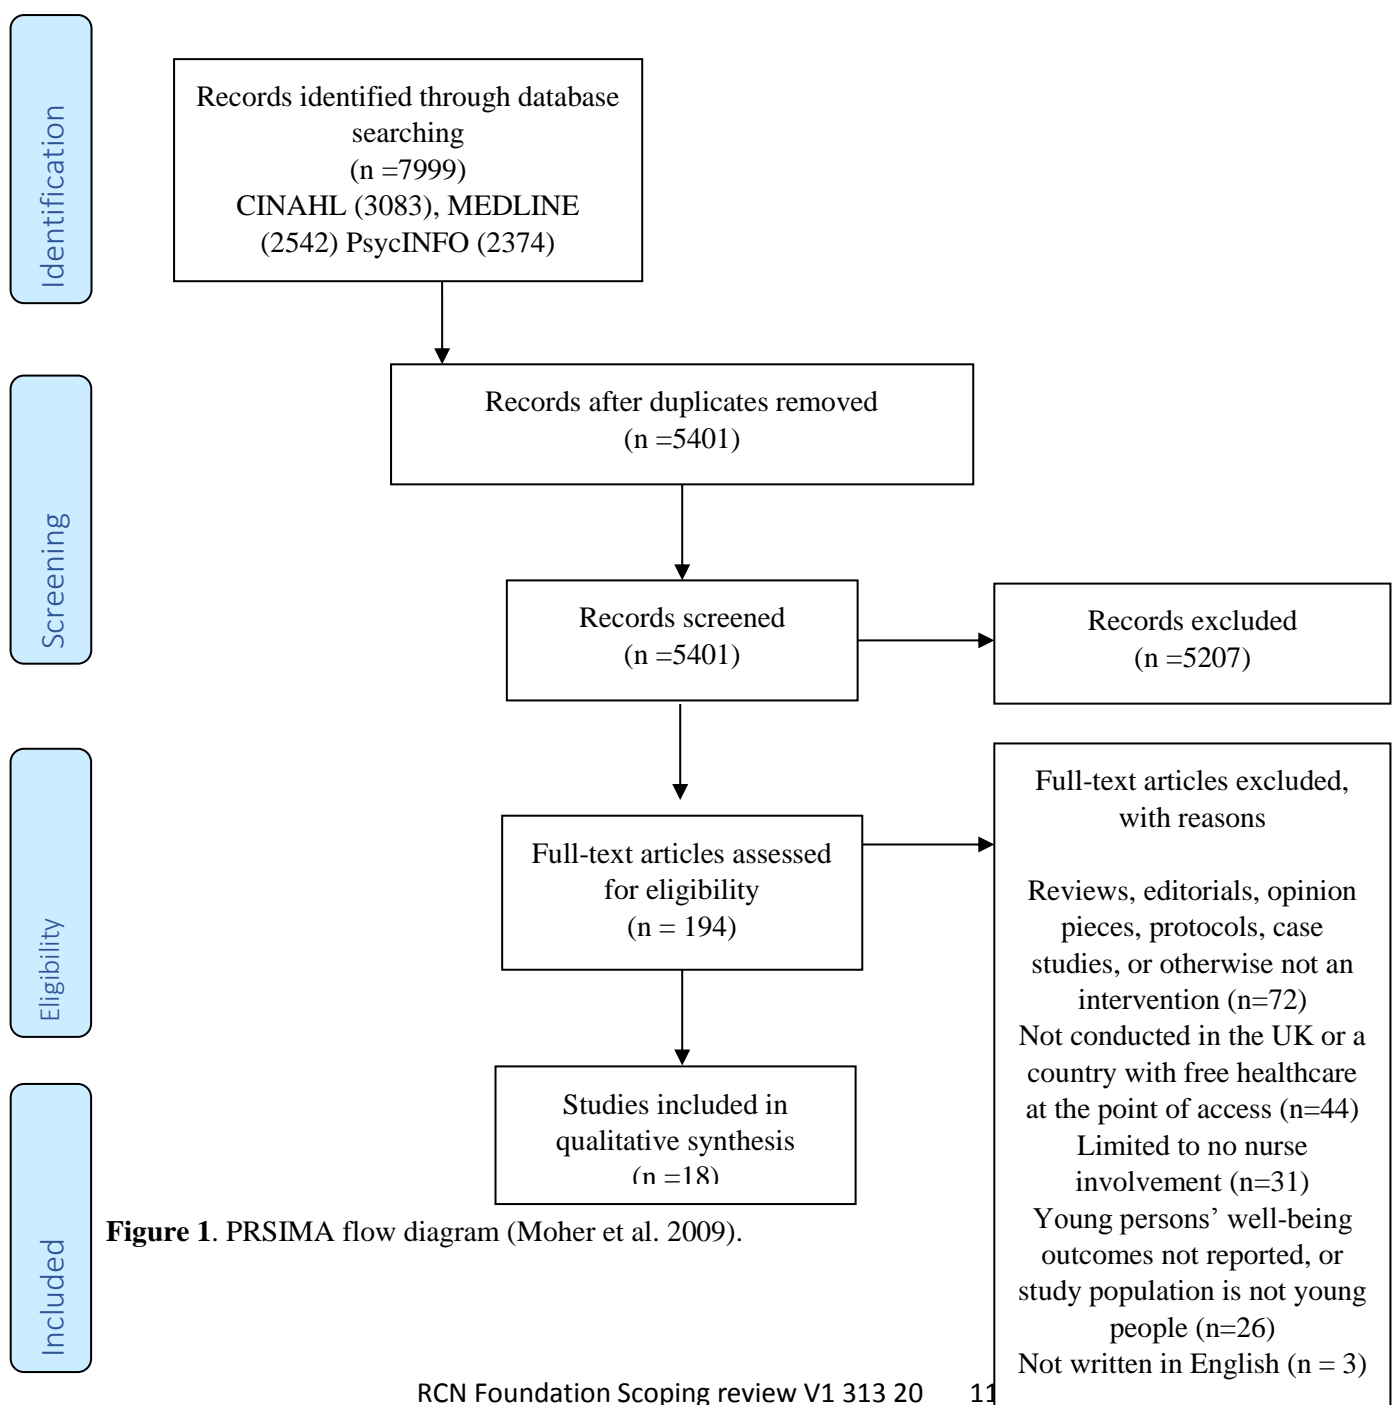 Identification
Records identified through database
searching
(n =7999)
CINAHL (3083), MEDLINE
(2542) PsycINFO (2374)
Screening
Records after duplicates removed
(n =5401)
Records screened
(n =5401)
Records excluded
(n =5207)
Eligibility
Full-text articles assessed
for eligibility
(n = 194)
Full-text articles excluded,
with reasons
Reviews, editorials, opinion
pieces, protocols, case
studies, or otherwise not an
intervention (n=72)
Not conducted in the UK or a
country with free healthcare
at the point of access (n=44)
Limited to no nurse
involvement (n=31)
Young persons’ well-being
outcomes not reported, or
study population is not young
people (n=26)
Not written in English (n = 3)
Included
Studies included in
qualitative synthesis
(n =18)
Figure 1. PRSIMA flow diagram (Moher et al. 2009).
RCN Foundation Scoping review V1 313 20 11